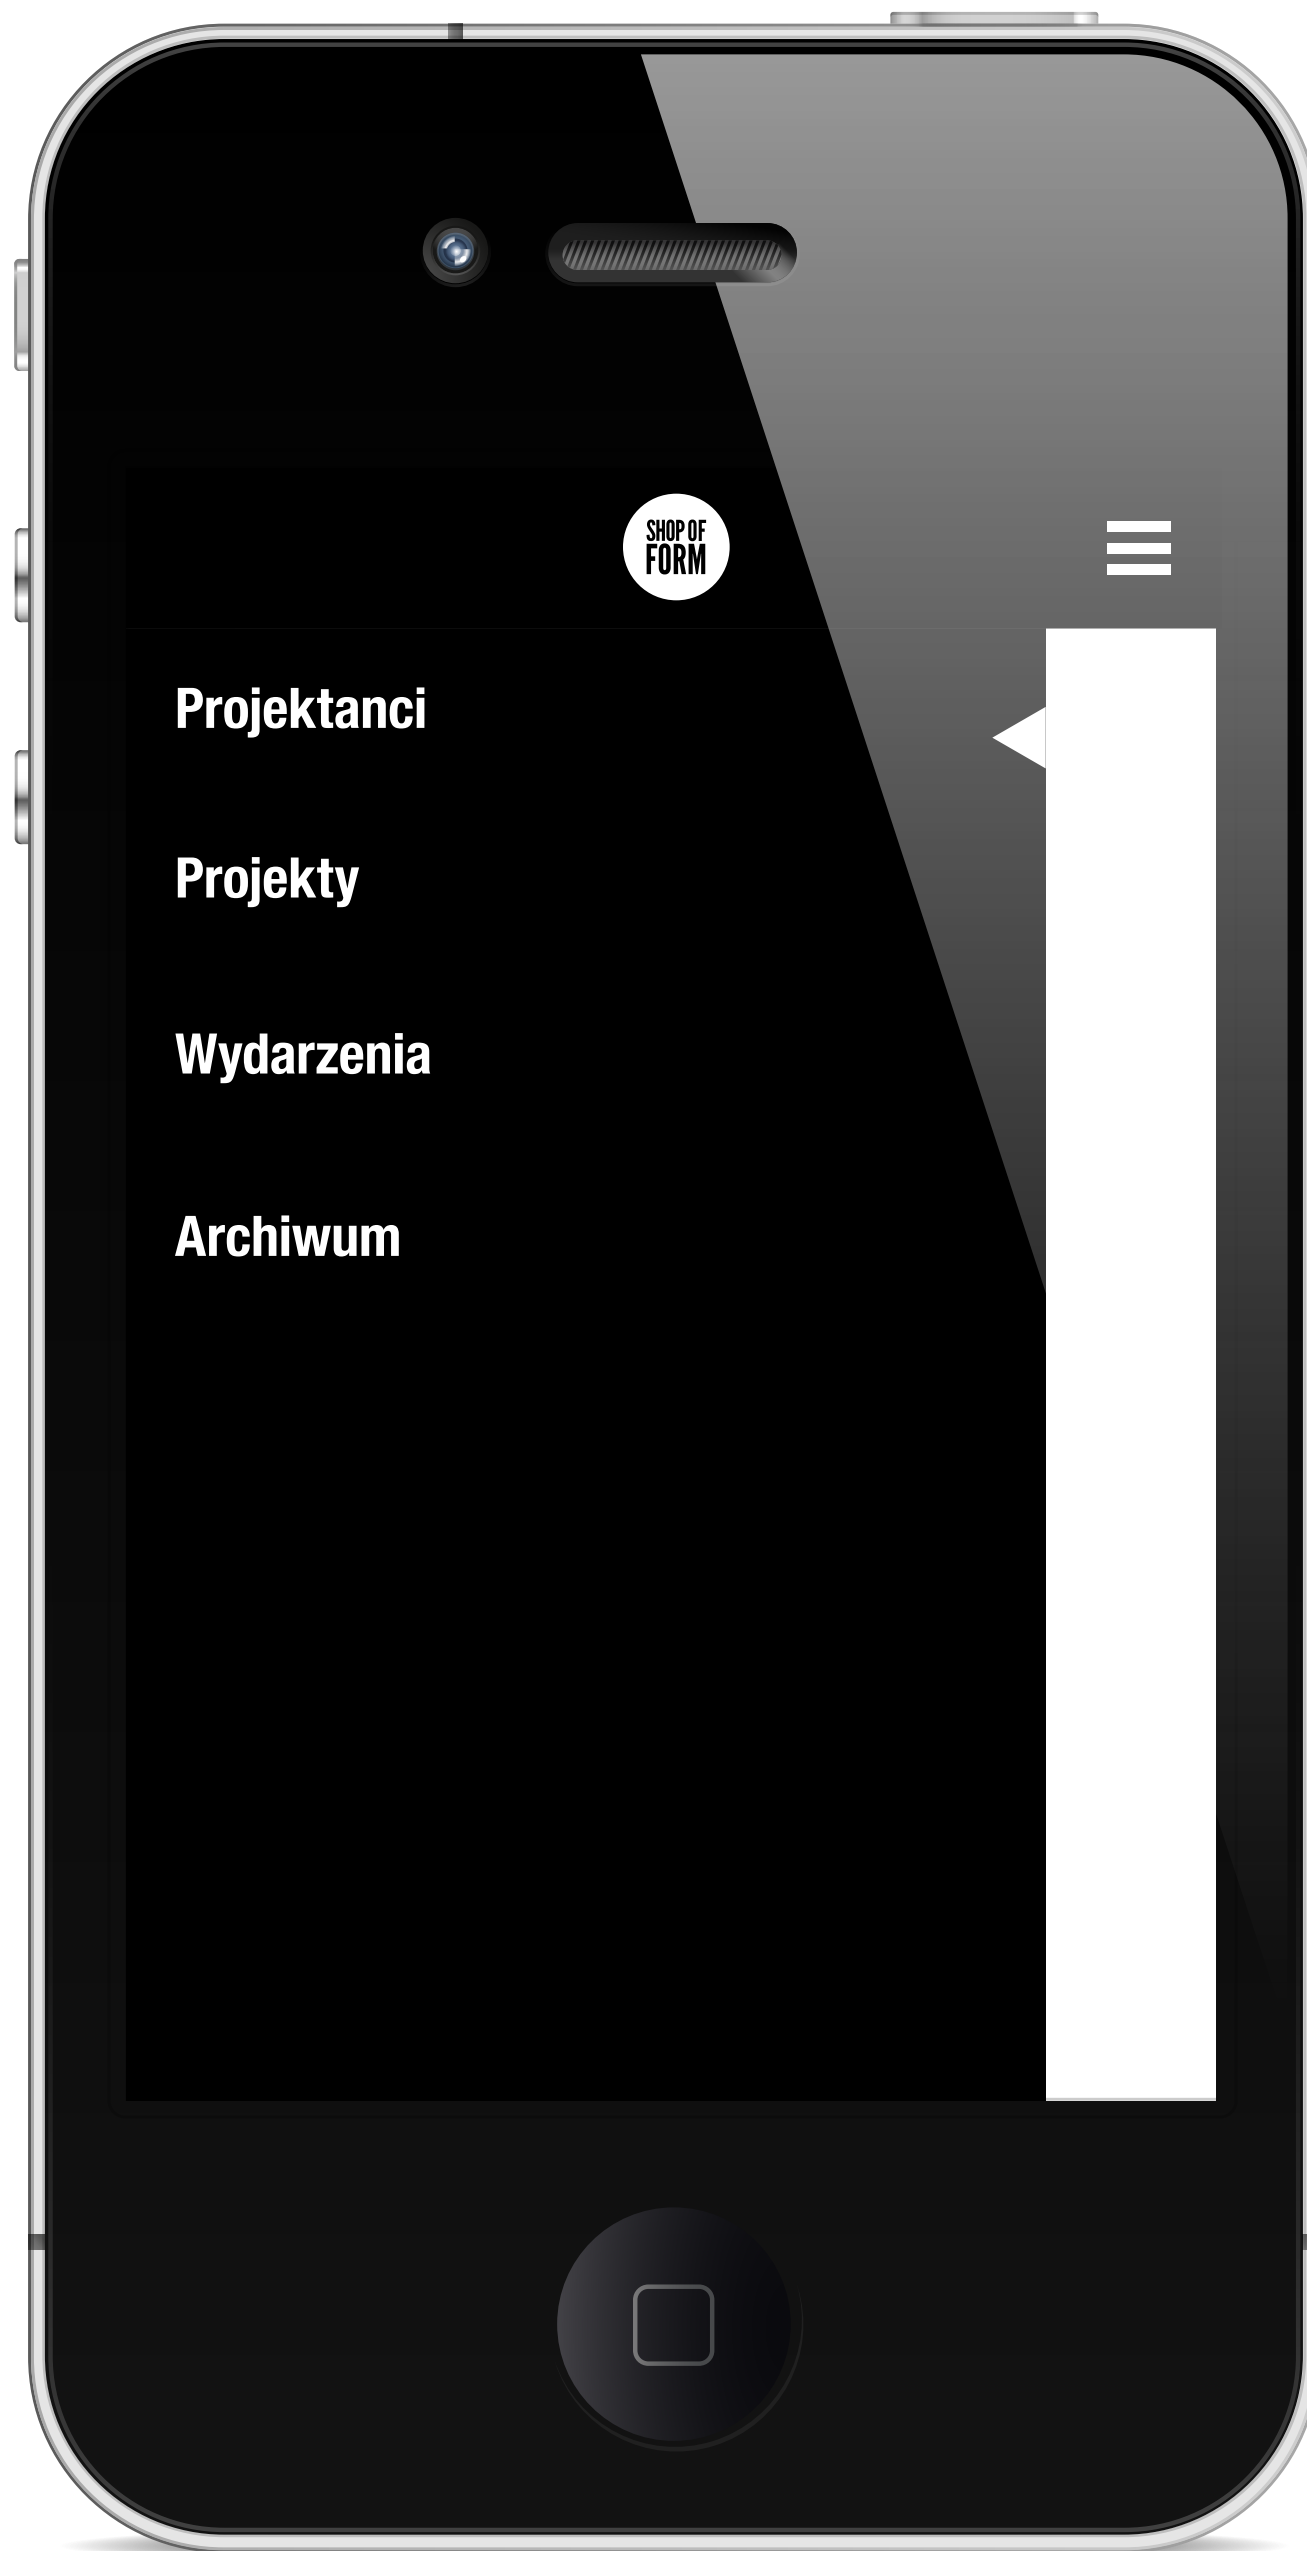 SHOP OF
FORM
Projektanci
Projekty
Wydarzenia
Archiwum